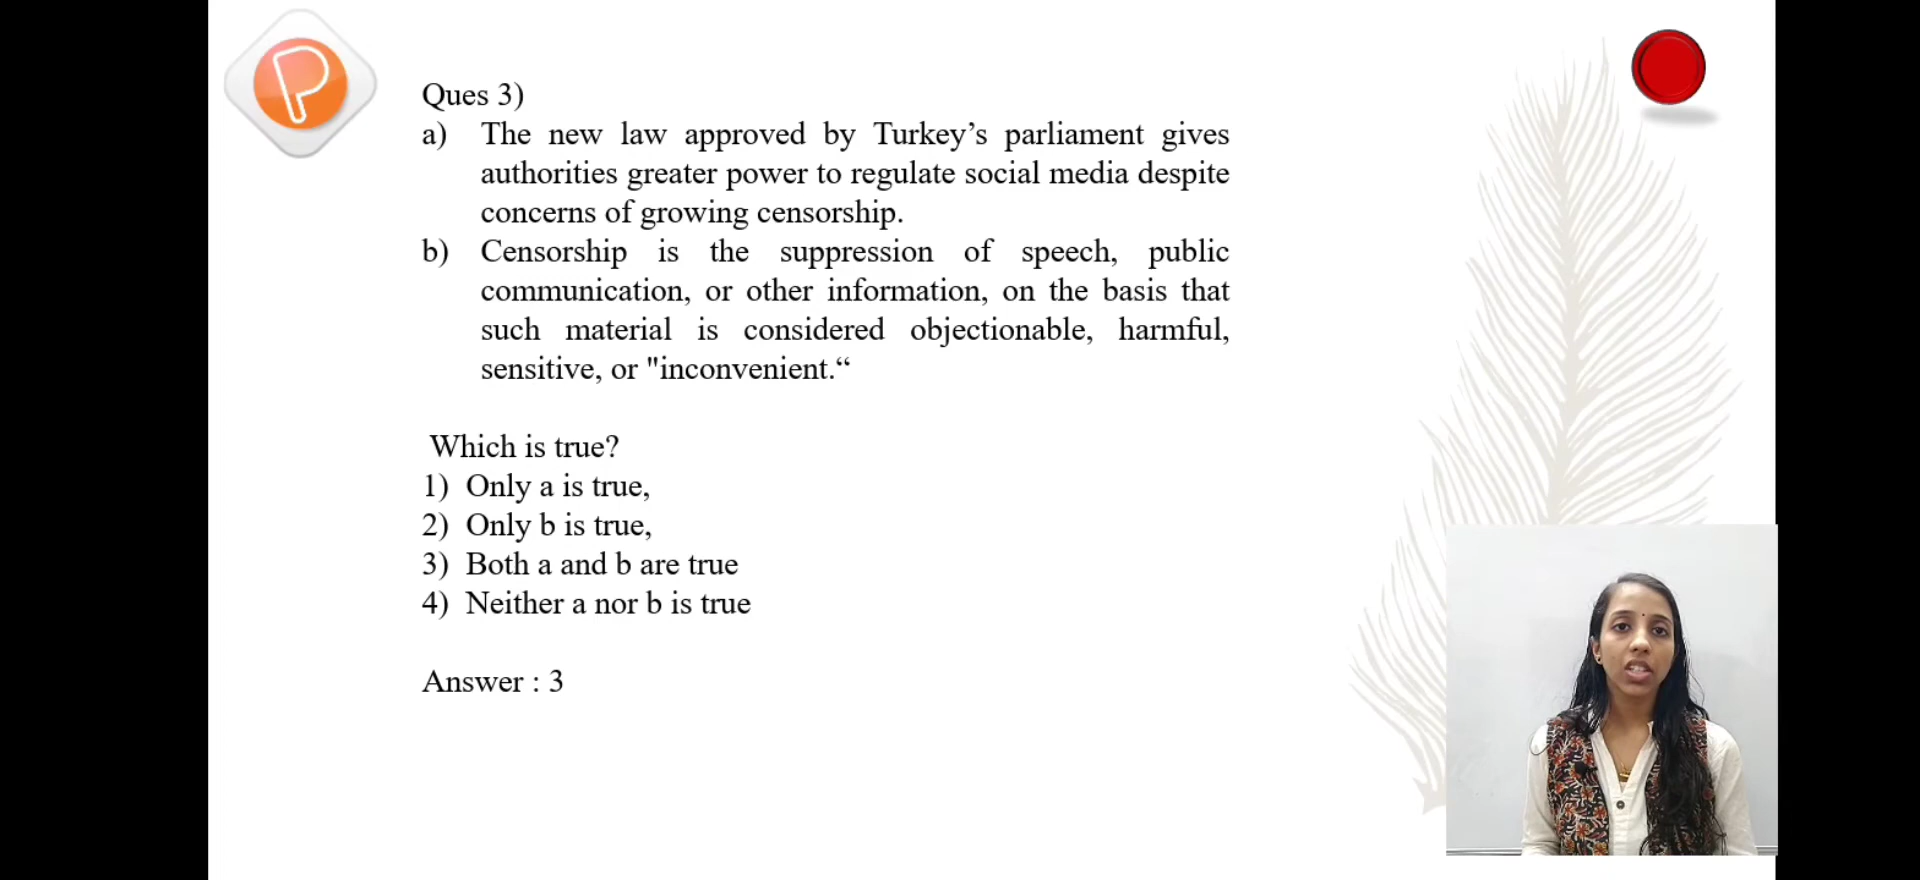 Ques 3)
a) The new law approved by Turkey’s parliament gives
authorities greater power to regulate social media despite
concerns of growing censorship.
b) Censorship is the suppression of speech, public
communication, or other information, on the basis that
such material is considered objectionable, harmful,
sensitive, or "inconvenient.“
Which is true?
1) Only a is true,
2) Only b is true,
3) Both a and b are true
4) Neither a nor b is true
Answer : 3